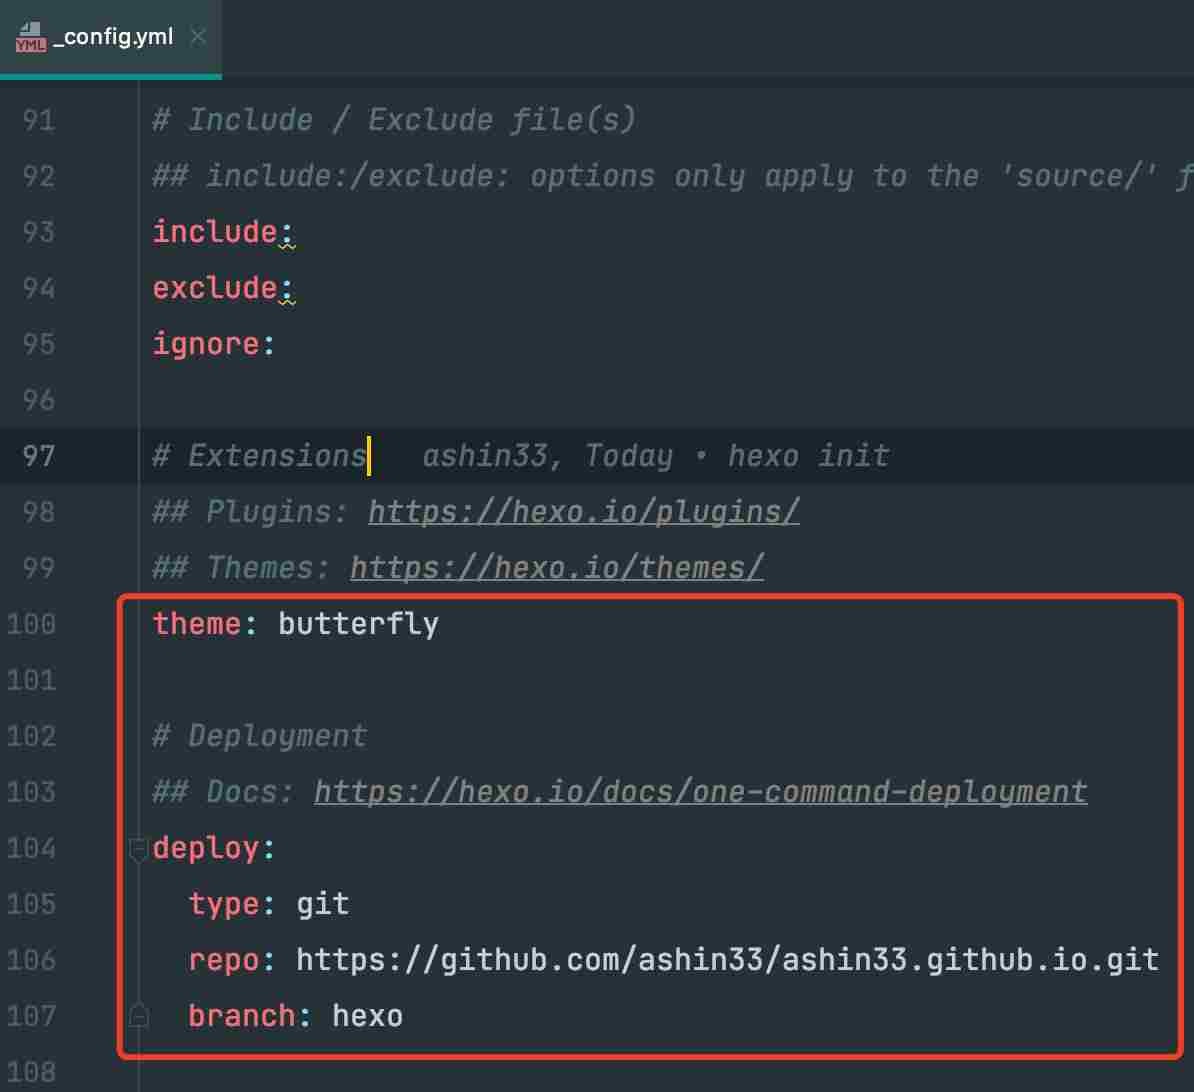 YML _config.yml
91 # Include / Exclude file(s)
92 ## include:/exclude: options only apply to the 'source/' f
93 include:
94 exclude:
95 ignore:
96
97 # Extensions ashin33, Today • hexo init
98 ## Plugins: https://hexo.io/plugins/
99 ## Themes: https://hexo.io/themes/
100 theme: butterfly
101
102 # Deployment
103 ## Docs: https://hexo.io/docs/one-command-deployment
104 deploy:
105   type: git
106   repo: https://github.com/ashin33/ashin33.github.io.git
107   branch: hexo
108